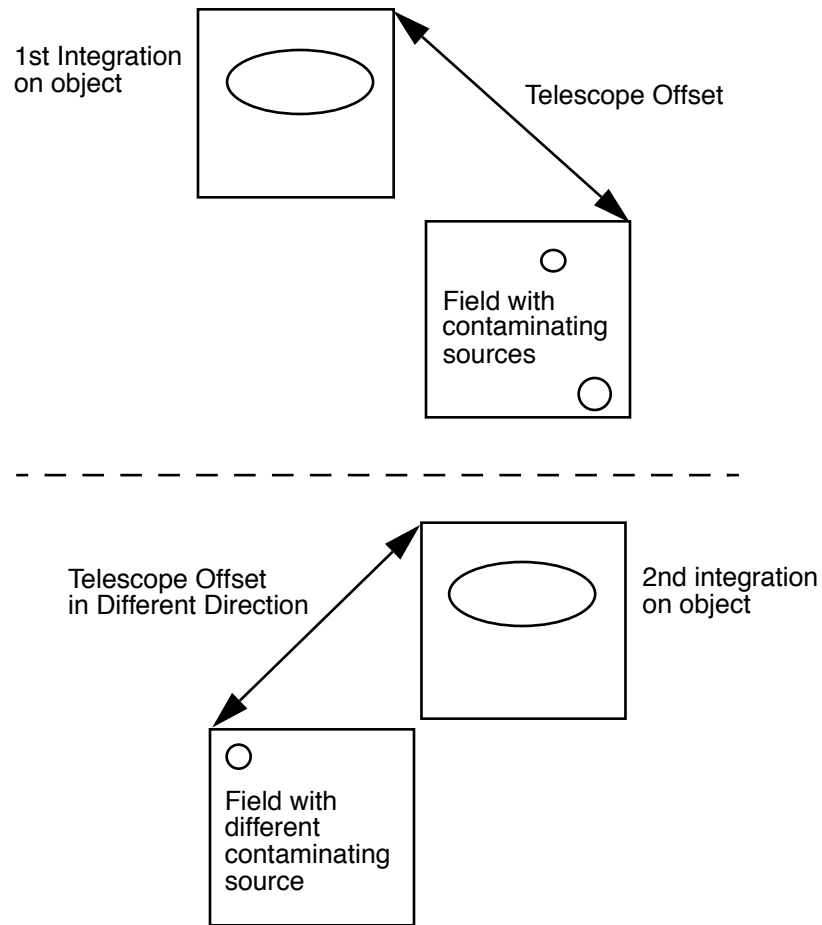 1st Integration
on object
Telescope Offset
Field with
contaminating
sources
Telescope Offset
in Different Direction
2nd integration
on object
Field with
different
contaminating
source